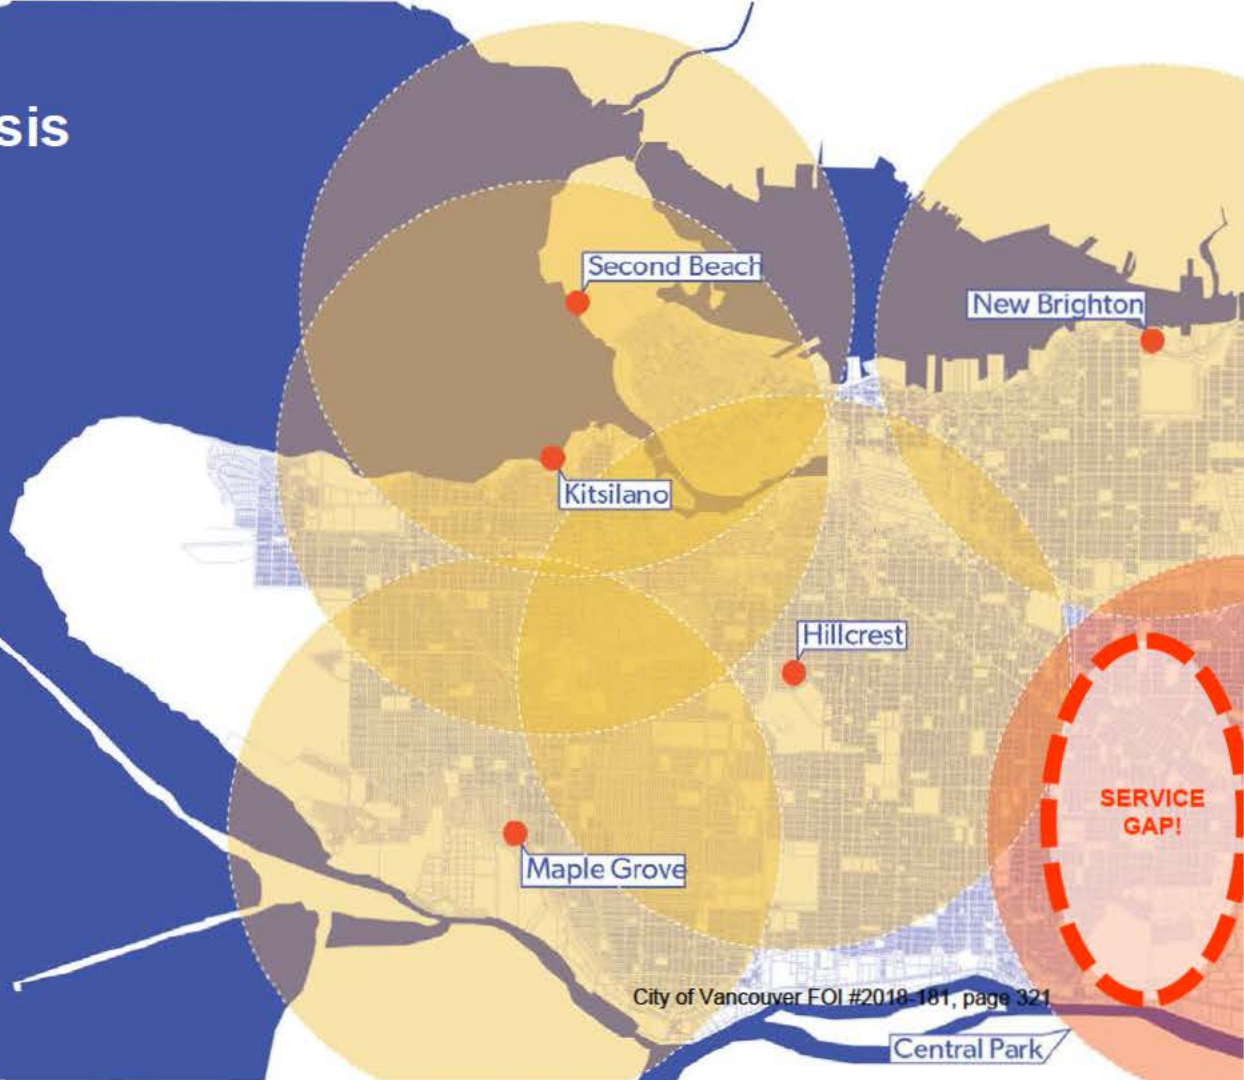 sis
Second Beach
New Brighton
Kitsilano
Hillcrest
SERVICE
GAP!
Maple Grove
City of Vancouver FOI #2018-181, page 321
Central Park